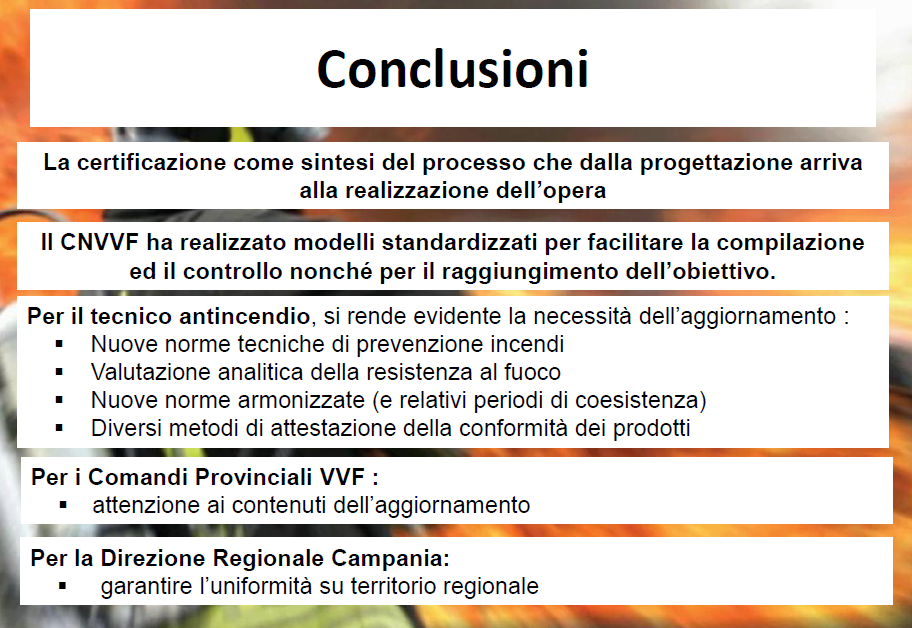 Conclusioni
La certificazione come sintesi del processo che dalla progettazione arriva
alla realizzazione dell'opera
Il CNVVF ha realizzato modelli standardizzati per facilitare la compilazione
ed il controllo nonché per il raggiungimento dell'obiettivo.
Per il tecnico antincendio, si rende evidente la necessità dell'aggiornamento :
▪ Nuove norme tecniche di prevenzione incendi
▪ Valutazione analitica della resistenza al fuoco
▪ Nuove norme armonizzate (e relativi periodi di coesistenza)
▪ Diversi metodi di attestazione della conformità dei prodotti
Per i Comandi Provinciali VVF :
▪ attenzione ai contenuti dell'aggiornamento
Per la Direzione Regionale Campania:
▪ garantire l'uniformità su territorio regionale